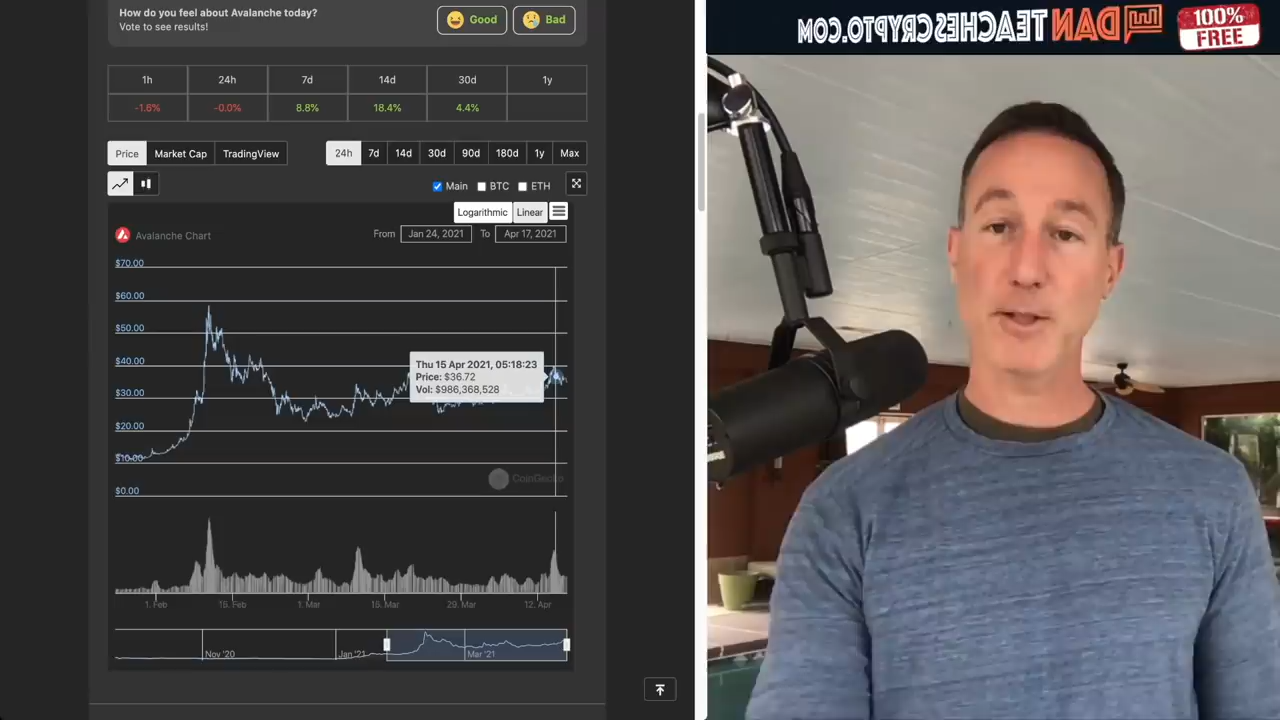 How do you feel about Avalanche today?
Vote to see results!
Good
Bad
1h 24h 7d 14d 30d 1y
-1.6% -0.0% 8.8% 18.4% 4.4%
Price Market Cap TradingView
24h 7d 14d 30d 90d 180d 1y Max
Main BTC ETH
Logarithmic Linear
Avalanche Chart
From Jan 24, 2021 To Apr 17, 2021
$70.00
$60.00
$50.00
$40.00
$30.00
$20.00
$10.00
$0.00
Thu 15 Apr 2021, 05:18:23
Price: $36.72
Vol: $986,368,528
CoinGecko
1. Feb 15. Feb 1. Mar 15. Mar 29. Mar 12. Apr
Nov '20 Jan '21 Mar '21
DANTEACHESCRYPTO.COM
100%
FREE